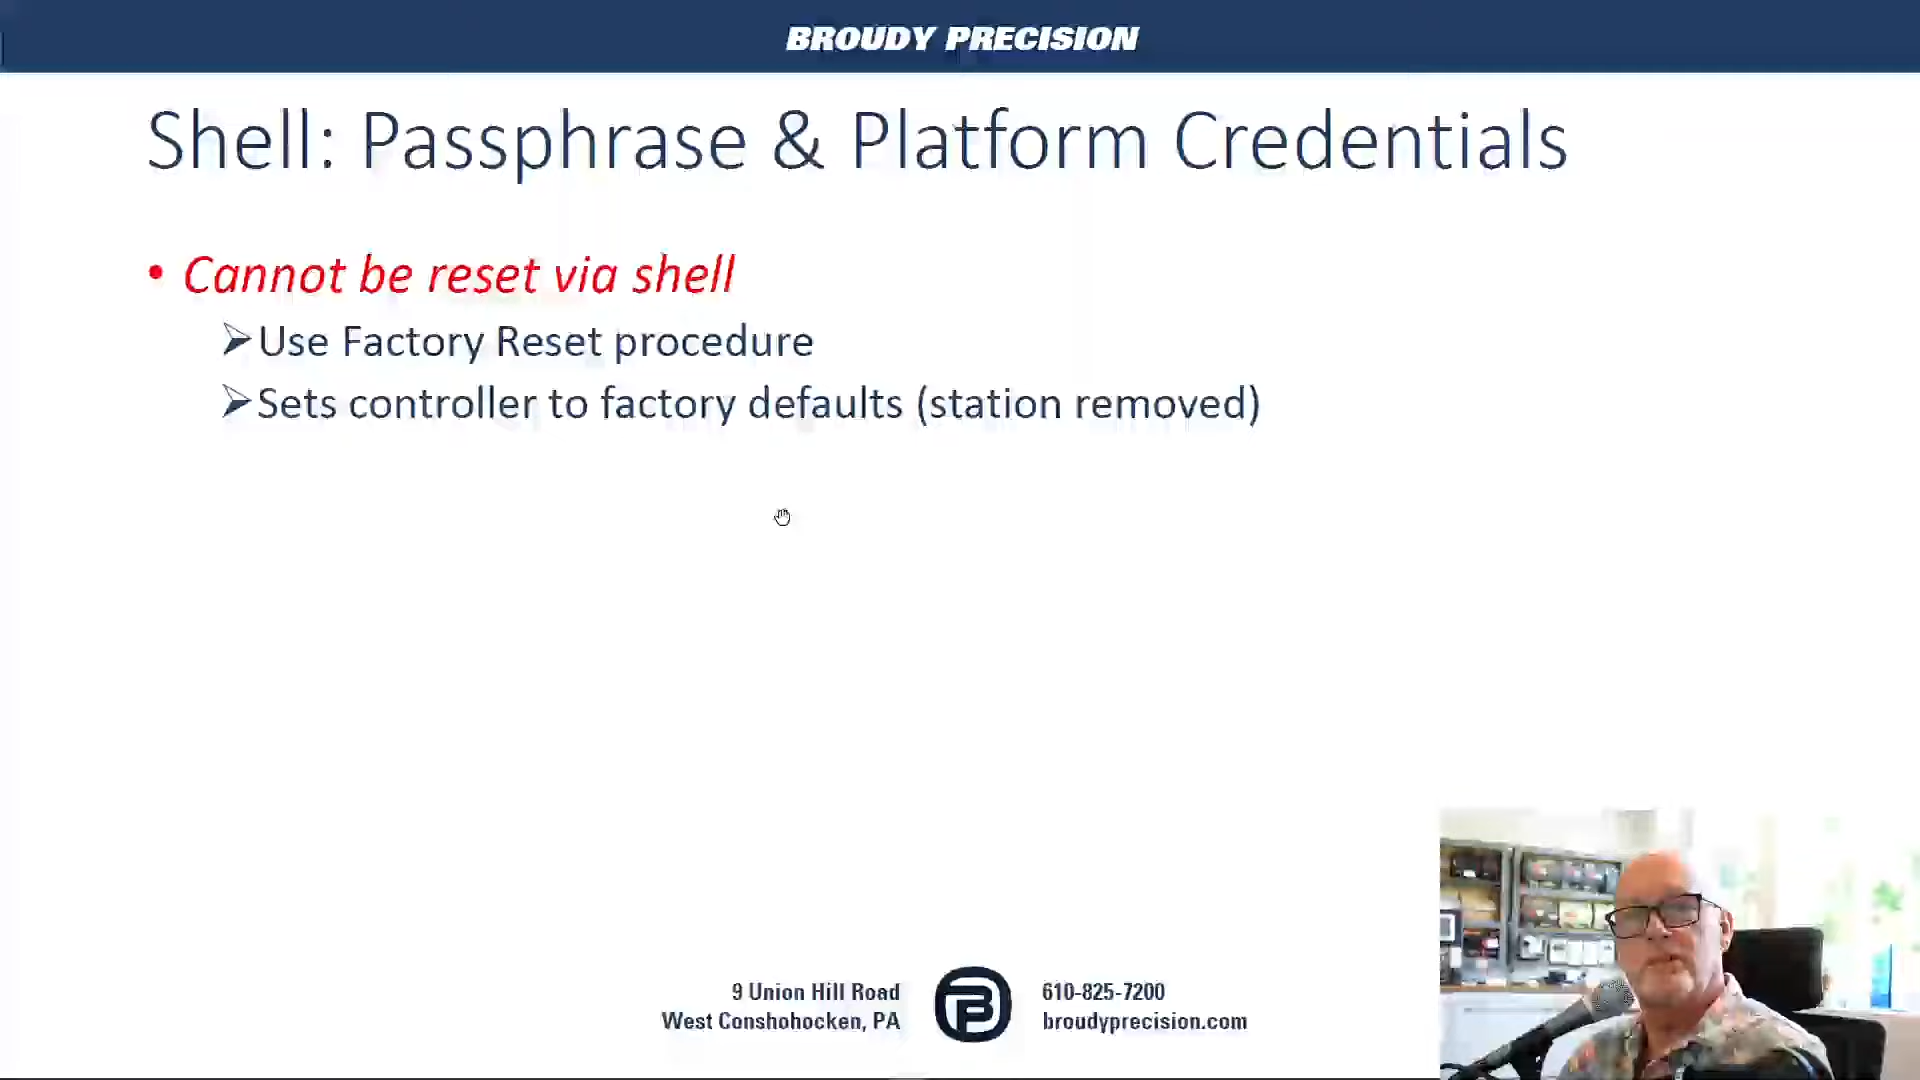 BROUDY PRECISION
Shell: Passphrase & Platform Credentials
• Cannot be reset via shell
➢Use Factory Reset procedure
➢Sets controller to factory defaults (station removed)
9 Union Hill Road
West Conshohocken, PA
610-825-7200
broudyprecision.com